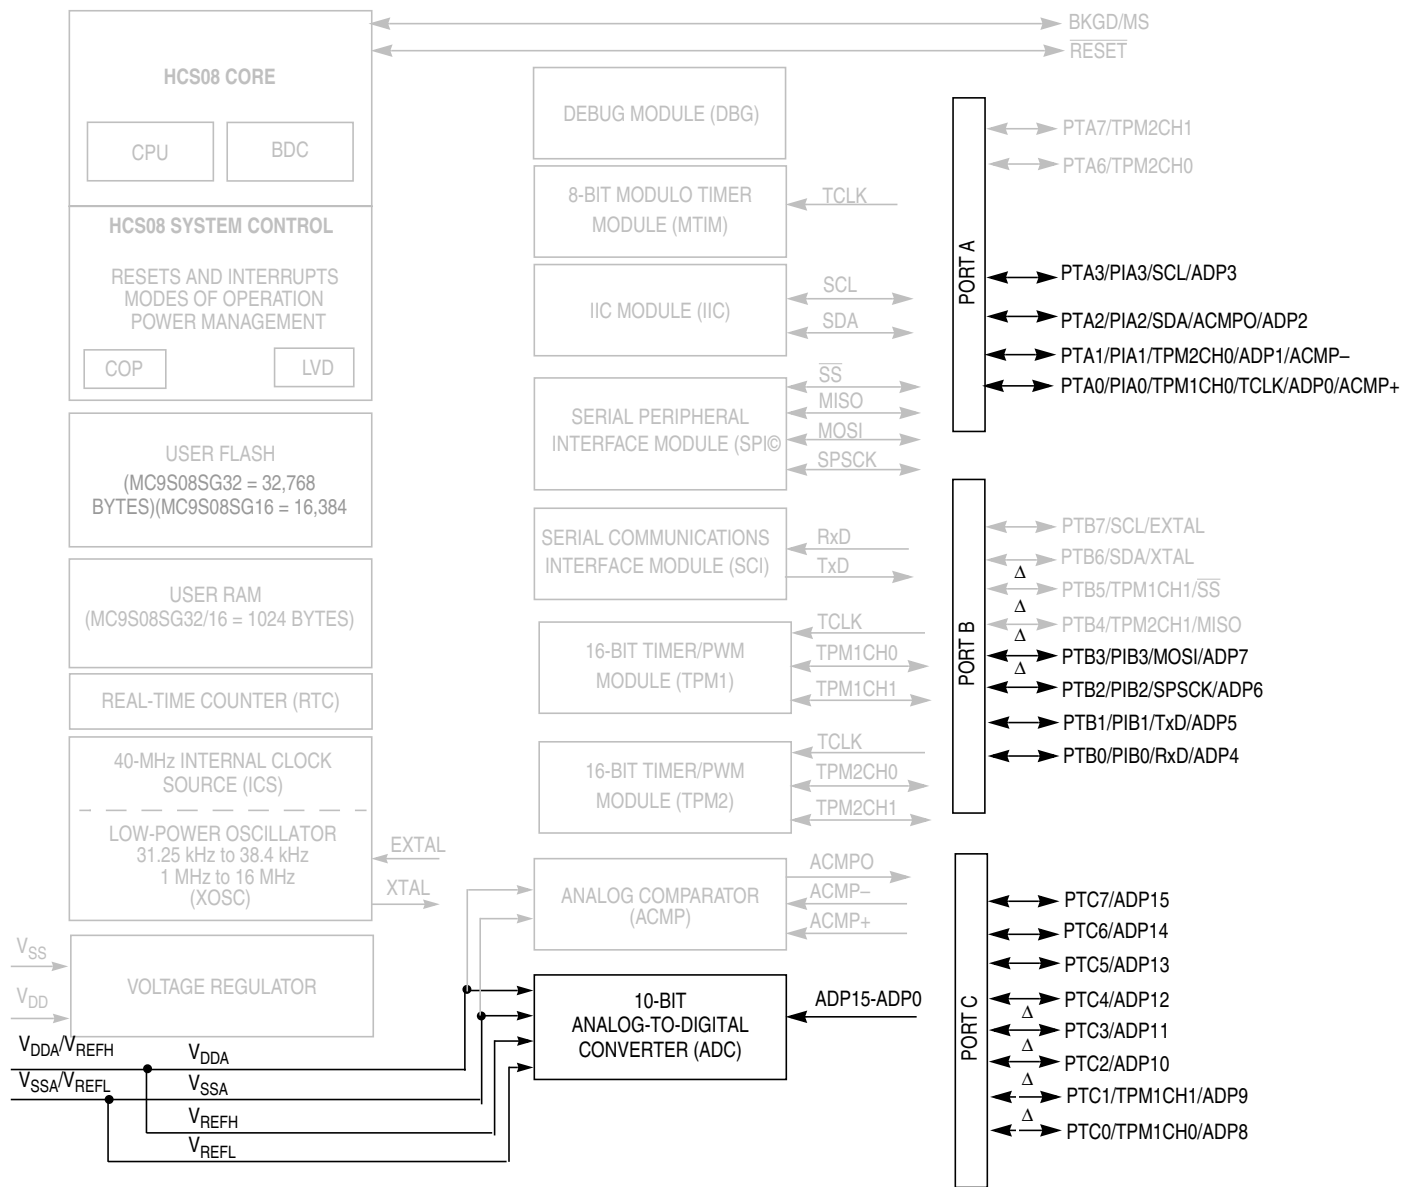 BKGD/MS
RESET
HCS08 CORE
CPU
BDC
HCS08 SYSTEM CONTROL
RESETS AND INTERRUPTS
MODES OF OPERATION
POWER MANAGEMENT
COP
LVD
USER FLASH
(MC9S08SG32 = 32,768
BYTES)(MC9S08SG16 = 16,384
USER RAM
(MC9S08SG32/16 = 1024 BYTES)
REAL-TIME COUNTER (RTC)
40-MHz INTERNAL CLOCK
SOURCE (ICS)
LOW-POWER OSCILLATOR
31.25 kHz to 38.4 kHz
1 MHz to 16 MHz
(XOSC)
EXTAL
XTAL
VSS
VDD
VOLTAGE REGULATOR
VDDA/VREFH
VDDA
VSSA/VREFL
VSSA
VREFH
VREFL
DEBUG MODULE (DBG)
8-BIT MODULO TIMER
MODULE (MTIM)
TCLK
IIC MODULE (IIC)
SCL
SDA
SERIAL PERIPHERAL
INTERFACE MODULE (SPI©
SS
MISO
MOSI
SPSCK
SERIAL COMMUNICATIONS
INTERFACE MODULE (SCI)
RxD
TxD
16-BIT TIMER/PWM
MODULE (TPM1)
TCLK
TPM1CH0
TPM1CH1
16-BIT TIMER/PWM
MODULE (TPM2)
TCLK
TPM2CH0
TPM2CH1
ANALOG COMPARATOR
(ACMP)
ACMPO
ACMP–
ACMP+
10-BIT
ANALOG-TO-DIGITAL
CONVERTER (ADC)
ADP15-ADP0
PORT A
PTA7/TPM2CH1
PTA6/TPM2CH0
PTA3/PIA3/SCL/ADP3
PTA2/PIA2/SDA/ACMPO/ADP2
PTA1/PIA1/TPM2CH0/ADP1/ACMP–
PTA0/PIA0/TPM1CH0/TCLK/ADP0/ACMP+
PORT B
PTB7/SCL/EXTAL
PTB6/SDA/XTAL
Δ
PTB5/TPM1CH1/SS
Δ
PTB4/TPM2CH1/MISO
Δ
PTB3/PIB3/MOSI/ADP7
Δ
PTB2/PIB2/SPSCK/ADP6
PTB1/PIB1/TxD/ADP5
PTB0/PIB0/RxD/ADP4
PORT C
PTC7/ADP15
PTC6/ADP14
PTC5/ADP13
PTC4/ADP12
Δ
PTC3/ADP11
Δ
PTC2/ADP10
Δ
PTC1/TPM1CH1/ADP9
Δ
PTC0/TPM1CH0/ADP8